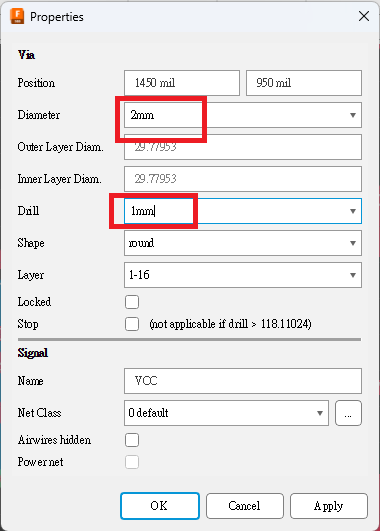 F
Properties
Via
Position 1450 mil 950 mil
Diameter 2mm
Outer Layer Diam. 29.77953
Inner Layer Diam. 29.77953
Drill 1mm
Shape round
Layer 1-16
Locked
Stop (not applicable if drill > 118.11024)
Signal
Name VCC
Net Class 0 default ...
Airwires hidden
Power net
OK Cancel Apply